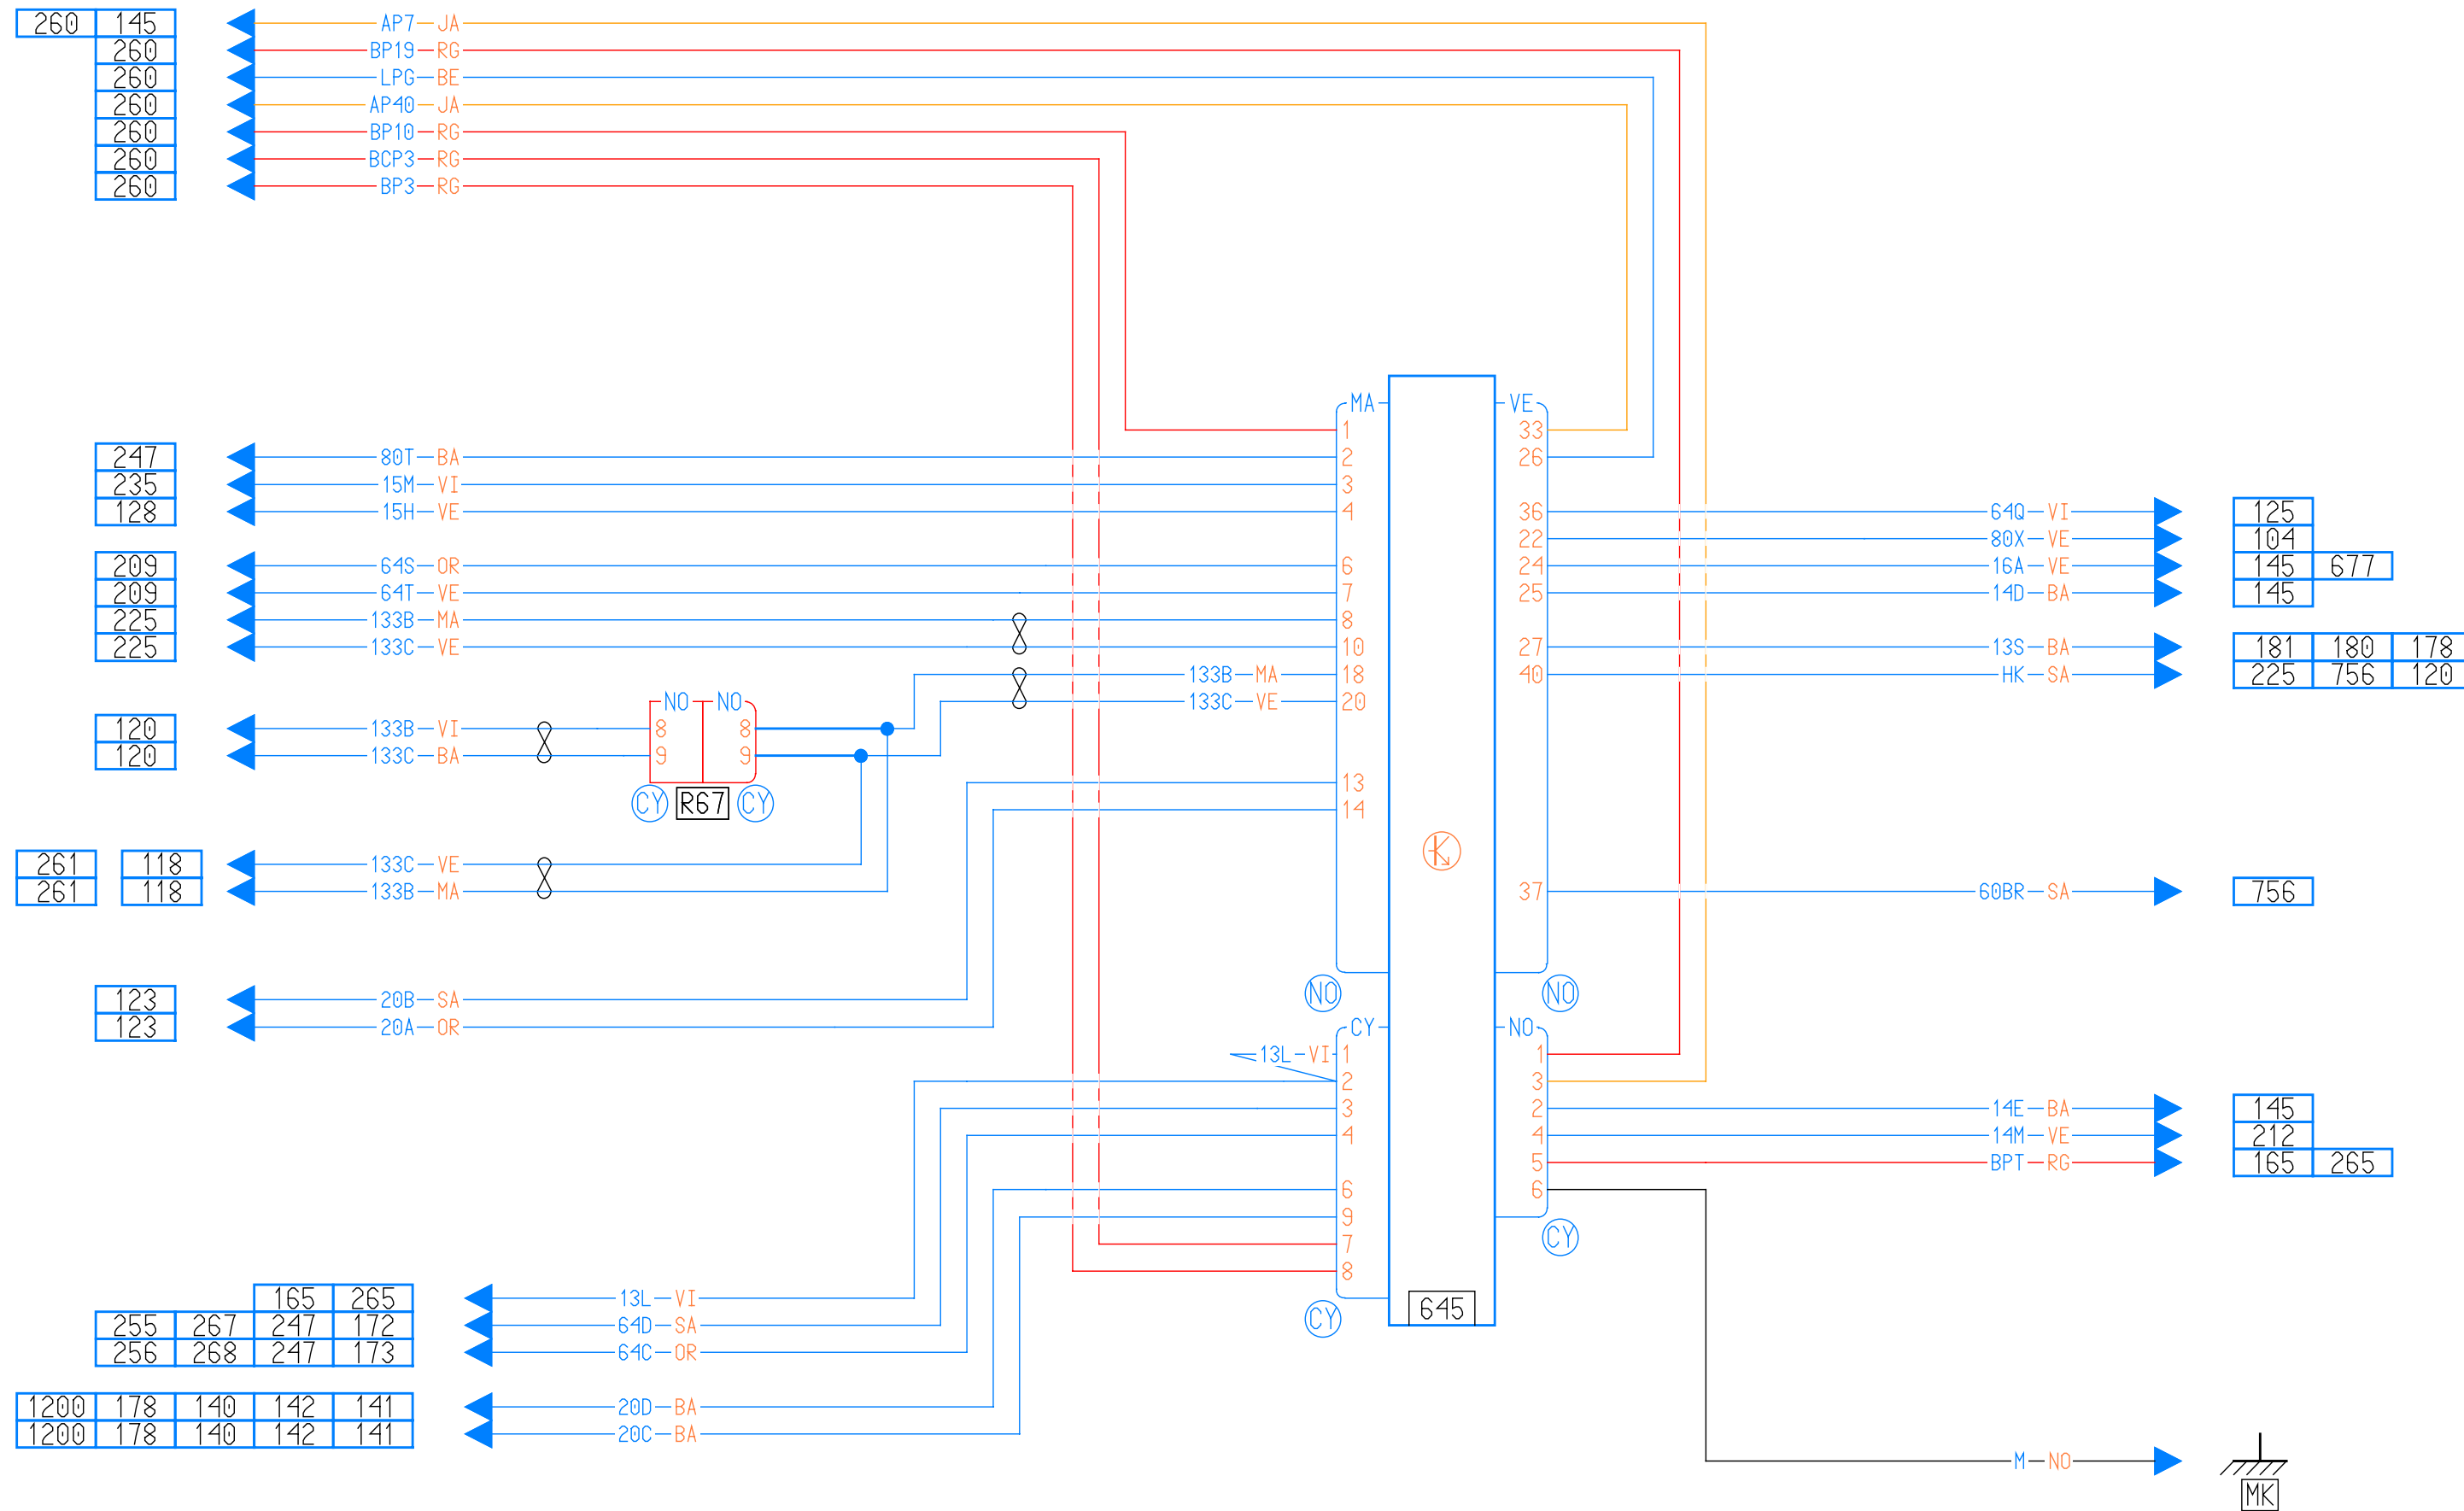 260 145 AP7 JA
260 BP19 RG
260 LPG BE
260 AP40 JA
260 BP10 RG
260 BCP3 RG
260 BP3 RG
MA VE
1 33
247 80T BA 2 26
235 15M VI 3
128 15H VE 4 36 64Q VI 125
22 80X VE 104
209 64S OR 6 24 16A VE 145 677
209 64T VE 7 25 14D BA 145
225 133B MA 8
225 133C VE 10 27 13S BA 181 180 178
133B MA 18 40 HK SA 225 756 120
NO NO 133C VE 20
120 133B VI 8 8
120 133C BA 9 9
13
CY R67 CY 14
K
261 118 133C VE
261 118 133B MA 37 60BR SA 756
NO NO
123 20B SA
123 20A OR CY NO
13L VI 1 1
2 3
3 2 14E BA 145
4 4 14M VE 212
5 BPT RG 165 265
6 6
9
7 CY
8
165 265 13L VI
CY 645
255 267 247 172 64D SA
256 268 247 173 64C OR
1200 178 140 142 141 20D BA
1200 178 140 142 141 20C BA
M NO
MK